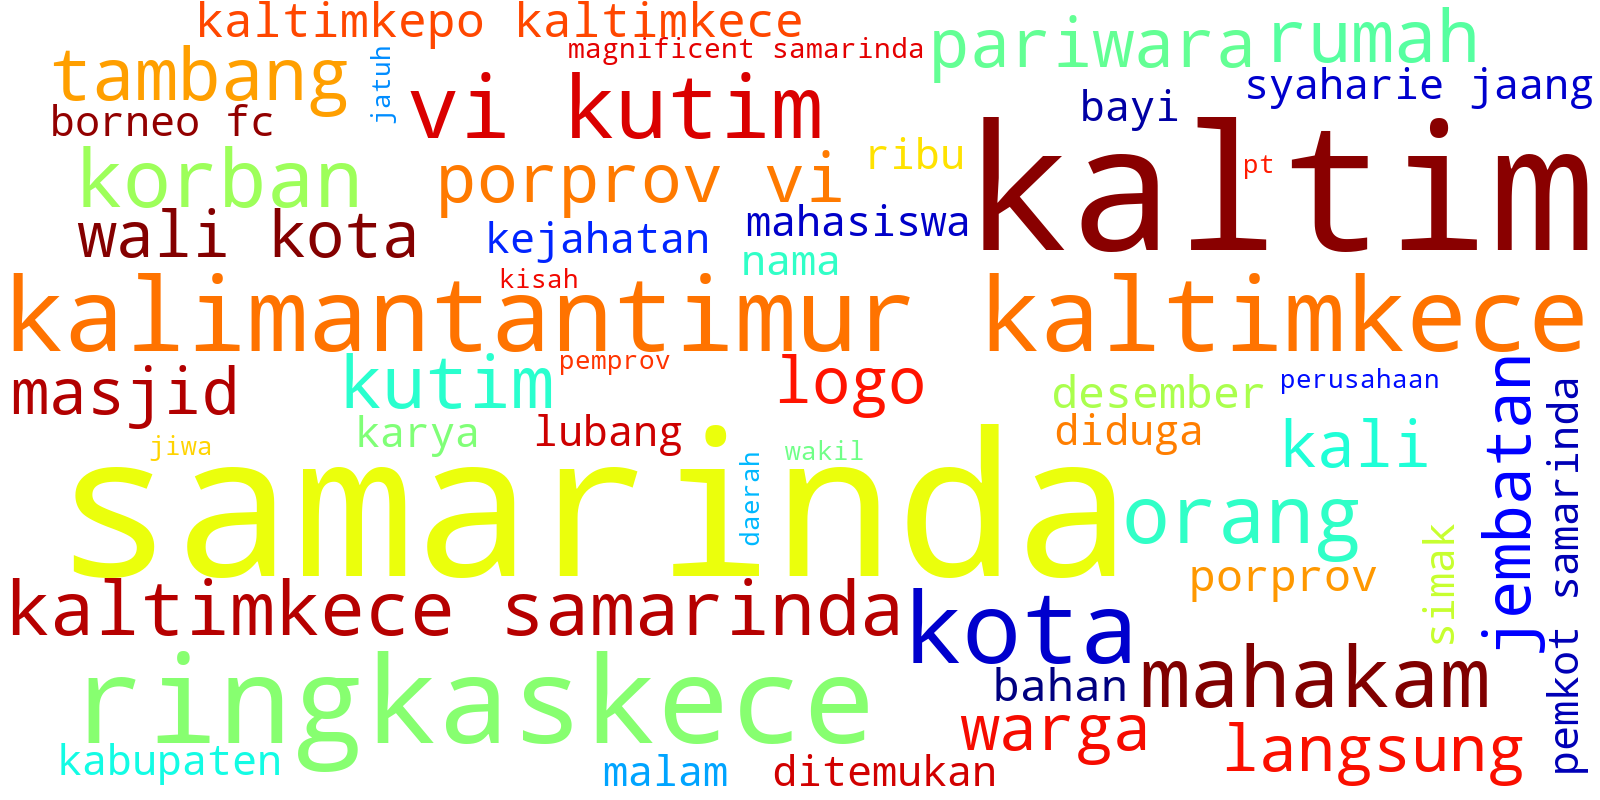 kaltimkepo kaltimkece
magnificent samarinda
pariwara
rumah
tambang
jatuh
vi kutim
syaharie jaang
borneo fc
bayi
kaltim
korban
porprov vi
ribu
pt
wali kota
kejahatan
mahasiswa
nama
kisah
kalimantantimur
kaltimkece
masjid
kutim
pemprov
logo
desember
perusahaan
jembatan
pemkot samarinda
karya
lubang
diduga
kali
jiwa
samarinda
daerah
wakil
orang
simak
porprov
kaltimkece samarinda
kota
bahan
mahakam
ringkaskece
warga
langsung
kabupaten
malam
ditemukan